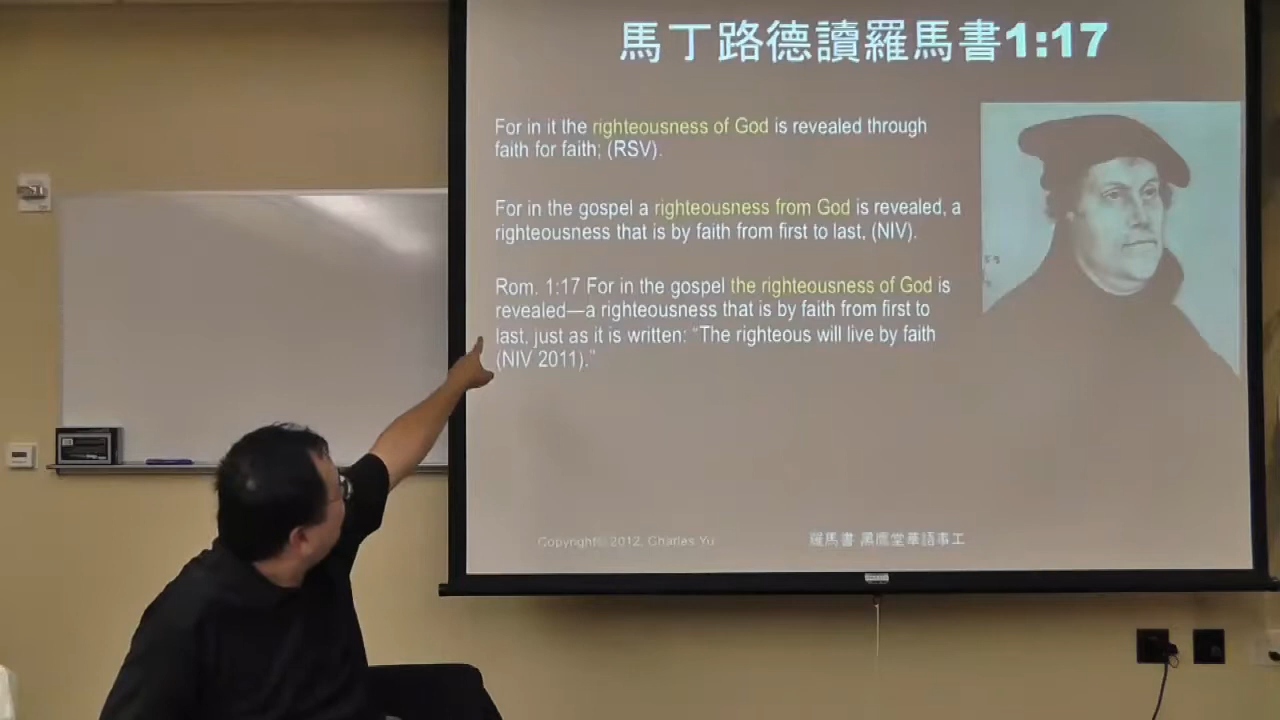 馬丁路德讀羅馬書1:17
For in it the righteousness of God is revealed through
faith for faith; (RSV).
For in the gospel a righteousness from God is revealed, a
righteousness that is by faith from first to last, (NIV).
Rom. 1:17 For in the gospel the righteousness of God is
revealed—a righteousness that is by faith from first to
last, just as it is written: “The righteous will live by faith
(NIV 2011).”
Copyright© 2012, Charles Yu
羅馬書 黑鷹堂華語事工